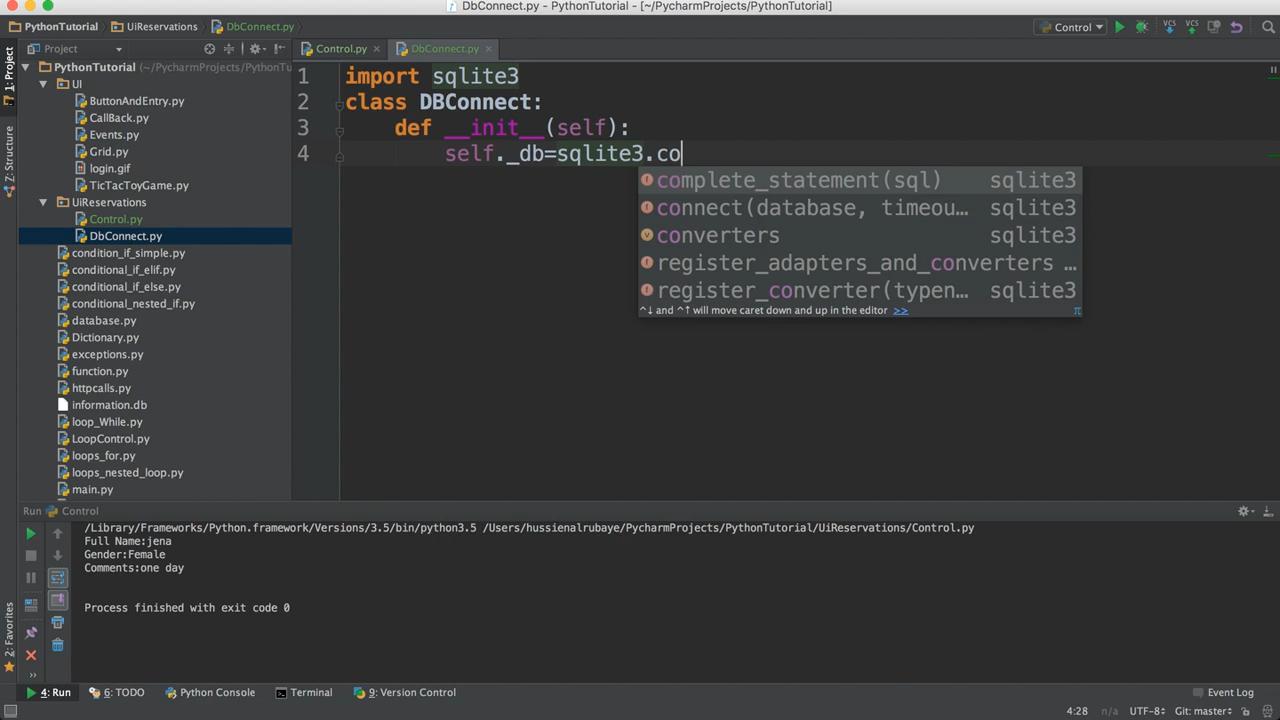 DbConnect.py - PythonTutorial - [~/PycharmProjects/PythonTutorial]
PythonTutorial UiReservations DbConnect.py Control
Project Control.py DbConnect.py
1: Project
Z: Structure
2: Favorites
PythonTutorial (~/PycharmProjects/PythonTu
UI
ButtonAndEntry.py
CallBack.py
Events.py
Grid.py
login.gif
TicTacToyGame.py
UiReservations
Control.py
DbConnect.py
condition_if_simple.py
conditional_if_elif.py
conditional_if_else.py
conditional_nested_if.py
database.py
Dictionary.py
exceptions.py
function.py
httpcalls.py
information.db
loop_While.py
LoopControl.py
loops_for.py
loops_nested_loop.py
main.py
1 import sqlite3
2 class DBConnect:
3 def __init__(self):
4 self._db=sqlite3.co
complete_statement(sql) sqlite3
connect(database, timeou… sqlite3
converters sqlite3
register_adapters_and_converters …
register_converter(typen… sqlite3
^↓ and ^↑ will move caret down and up in the editor >> π
Run Control
/Library/Frameworks/Python.framework/Versions/3.5/bin/python3.5 /Users/hussienalrubaye/PycharmProjects/PythonTutorial/UiReservations/Control.py
Full Name:jena
Gender:Female
Comments:one day
Process finished with exit code 0
4: Run 6: TODO Python Console Terminal 9: Version Control Event Log
4:28 n/a UTF-8 Git: master